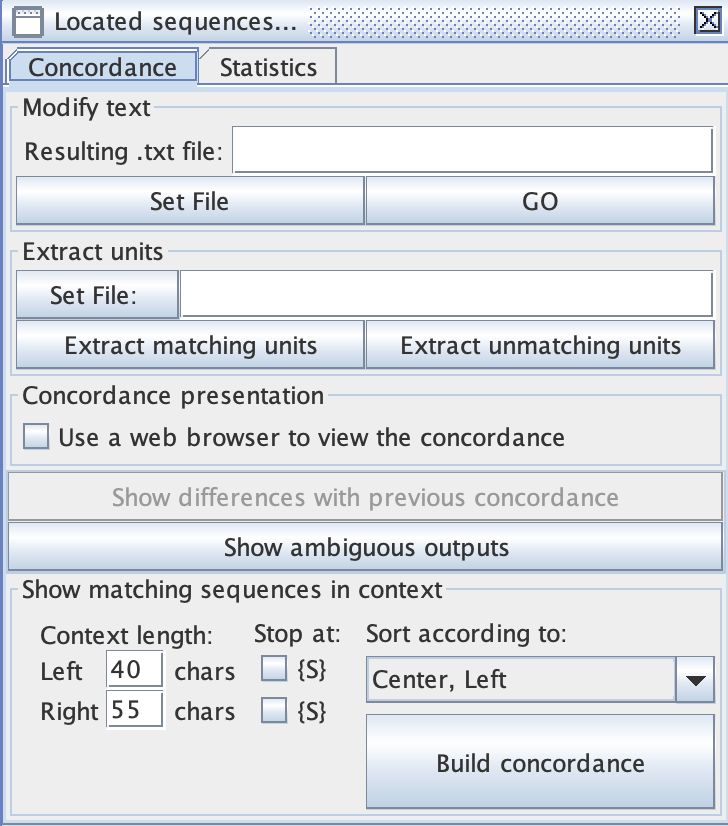 Located sequences...
Concordance Statistics
Modify text
Resulting .txt file:
Set File GO
Extract units
Set File:
Extract matching units Extract unmatching units
Concordance presentation
Use a web browser to view the concordance
Show differences with previous concordance
Show ambiguous outputs
Show matching sequences in context
Context length: Stop at: Sort according to:
Left 40 chars {S} Center, Left
Right 55 chars {S}
Build concordance